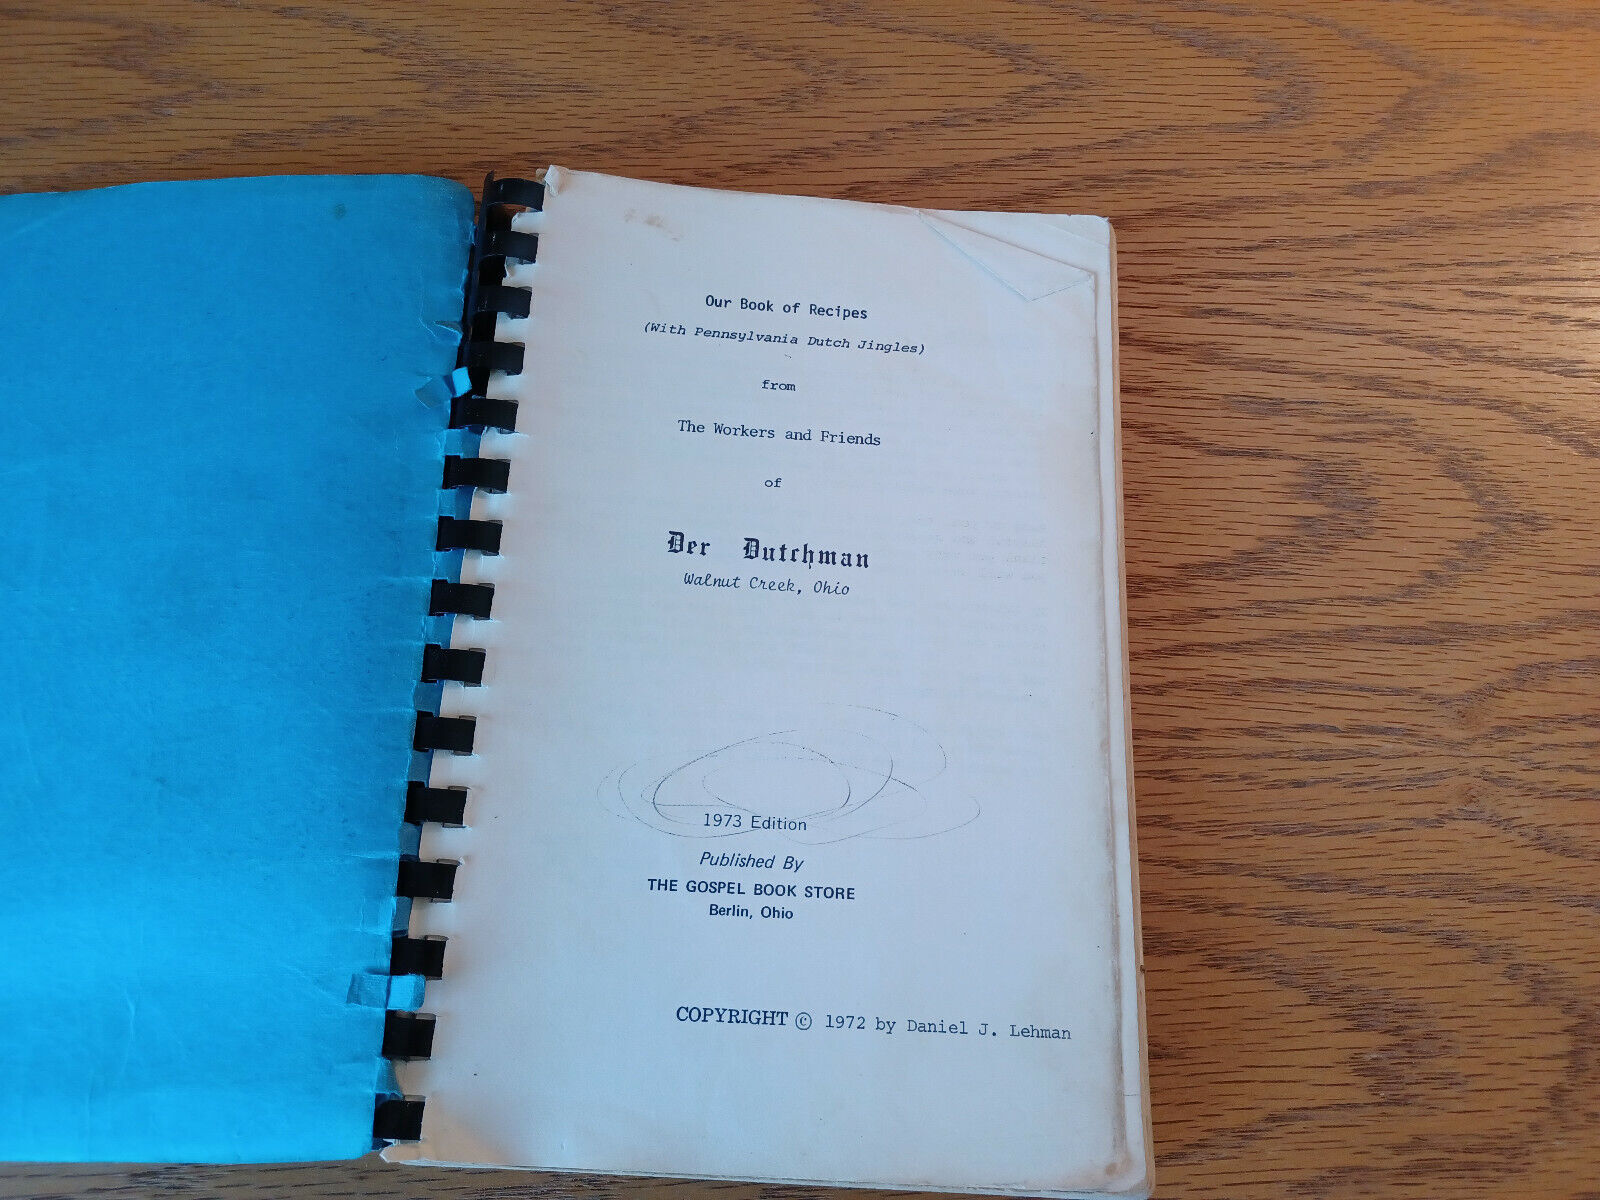 Our Book of Recipes
(With Pennsylvania Dutch Jingles)
from
The Workers and Friends
of
Der Dutchman
Walnut Creek, Ohio
1973 Edition
Published By
THE GOSPEL BOOK STORE
Berlin, Ohio
COPYRIGHT © 1972 by Daniel J. Lehman